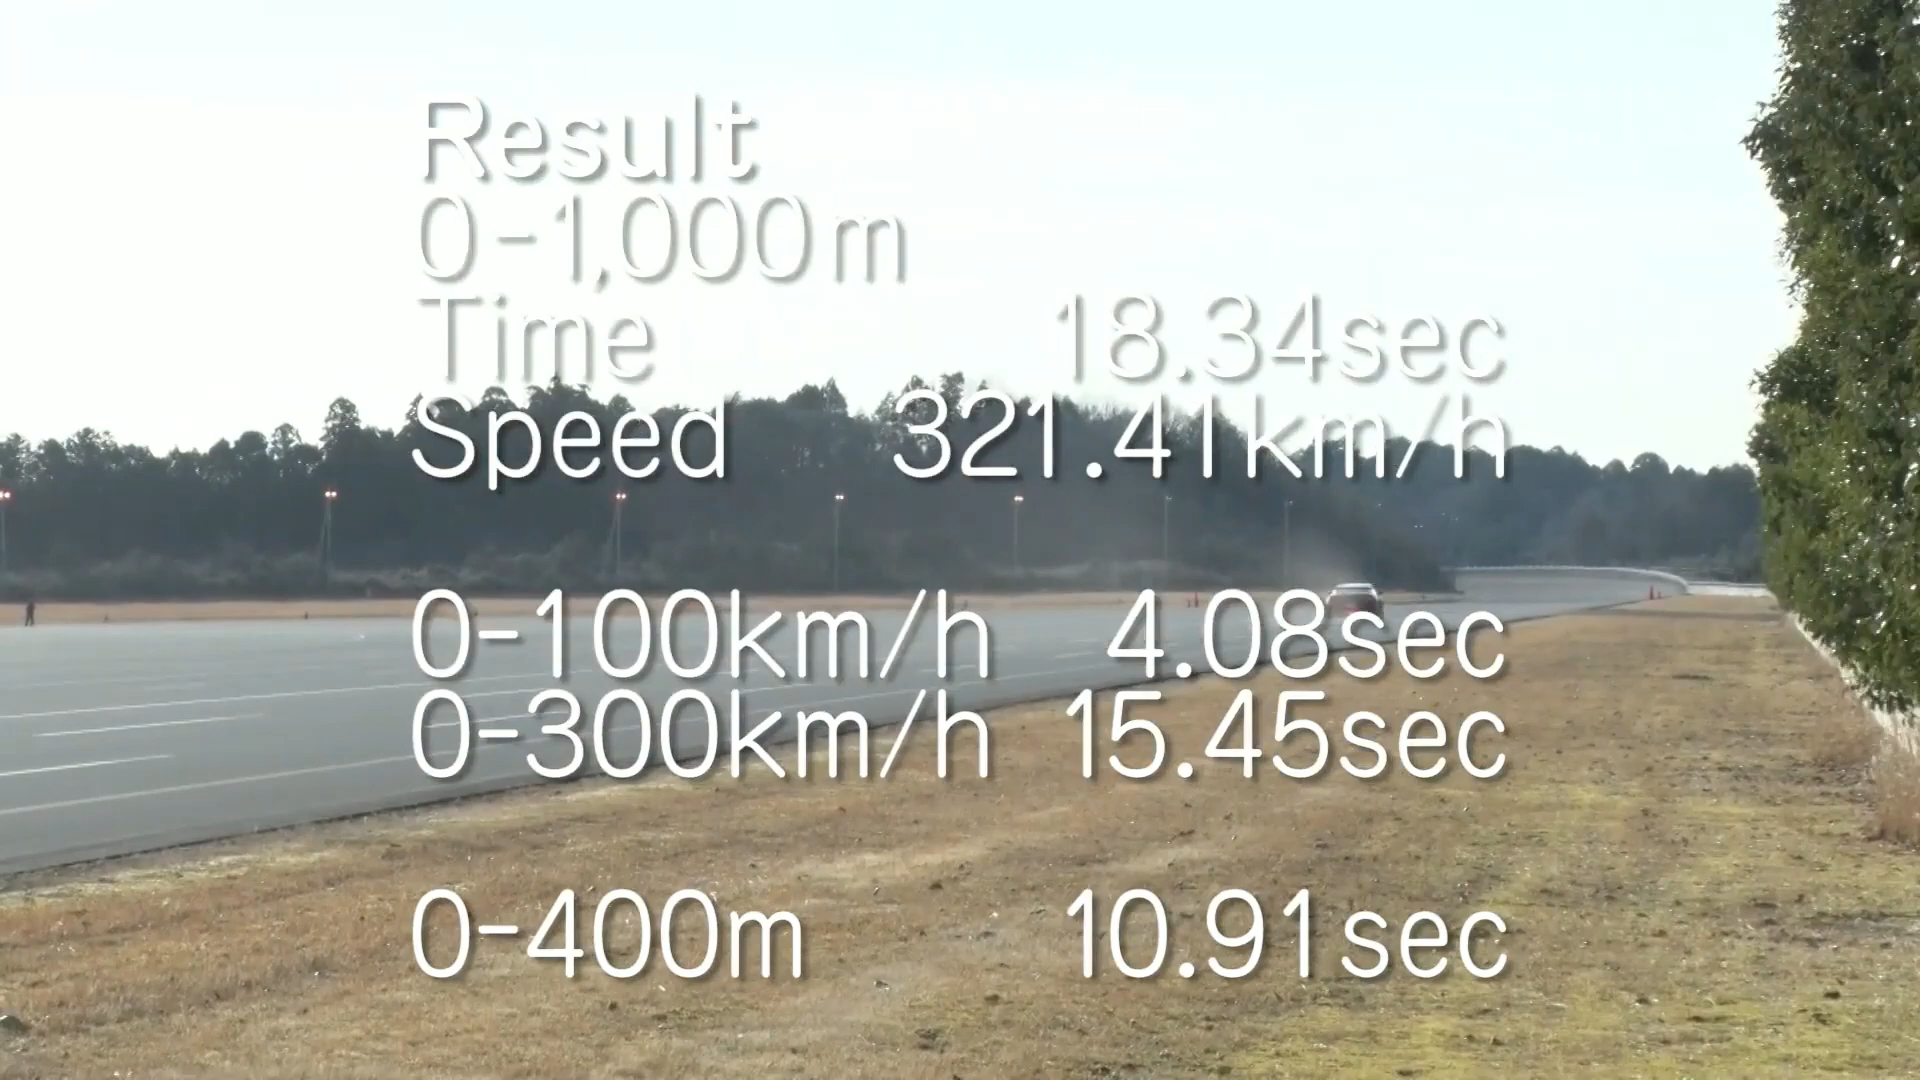 Result
0-1,000m
Time 18.34sec
Speed 321.41km/h
0-100km/h 4.08sec
0-300km/h 15.45sec
0-400m 10.91sec